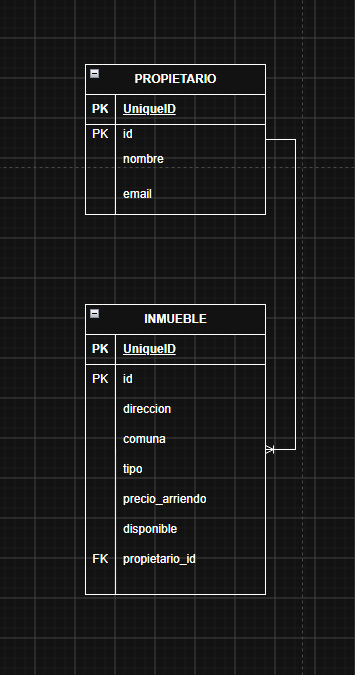 PROPIETARIO
PK UniqueID
PK id
nombre
email
INMUEBLE
PK UniqueID
PK id
direccion
comuna
tipo
precio_arriendo
disponible
FK propietario_id